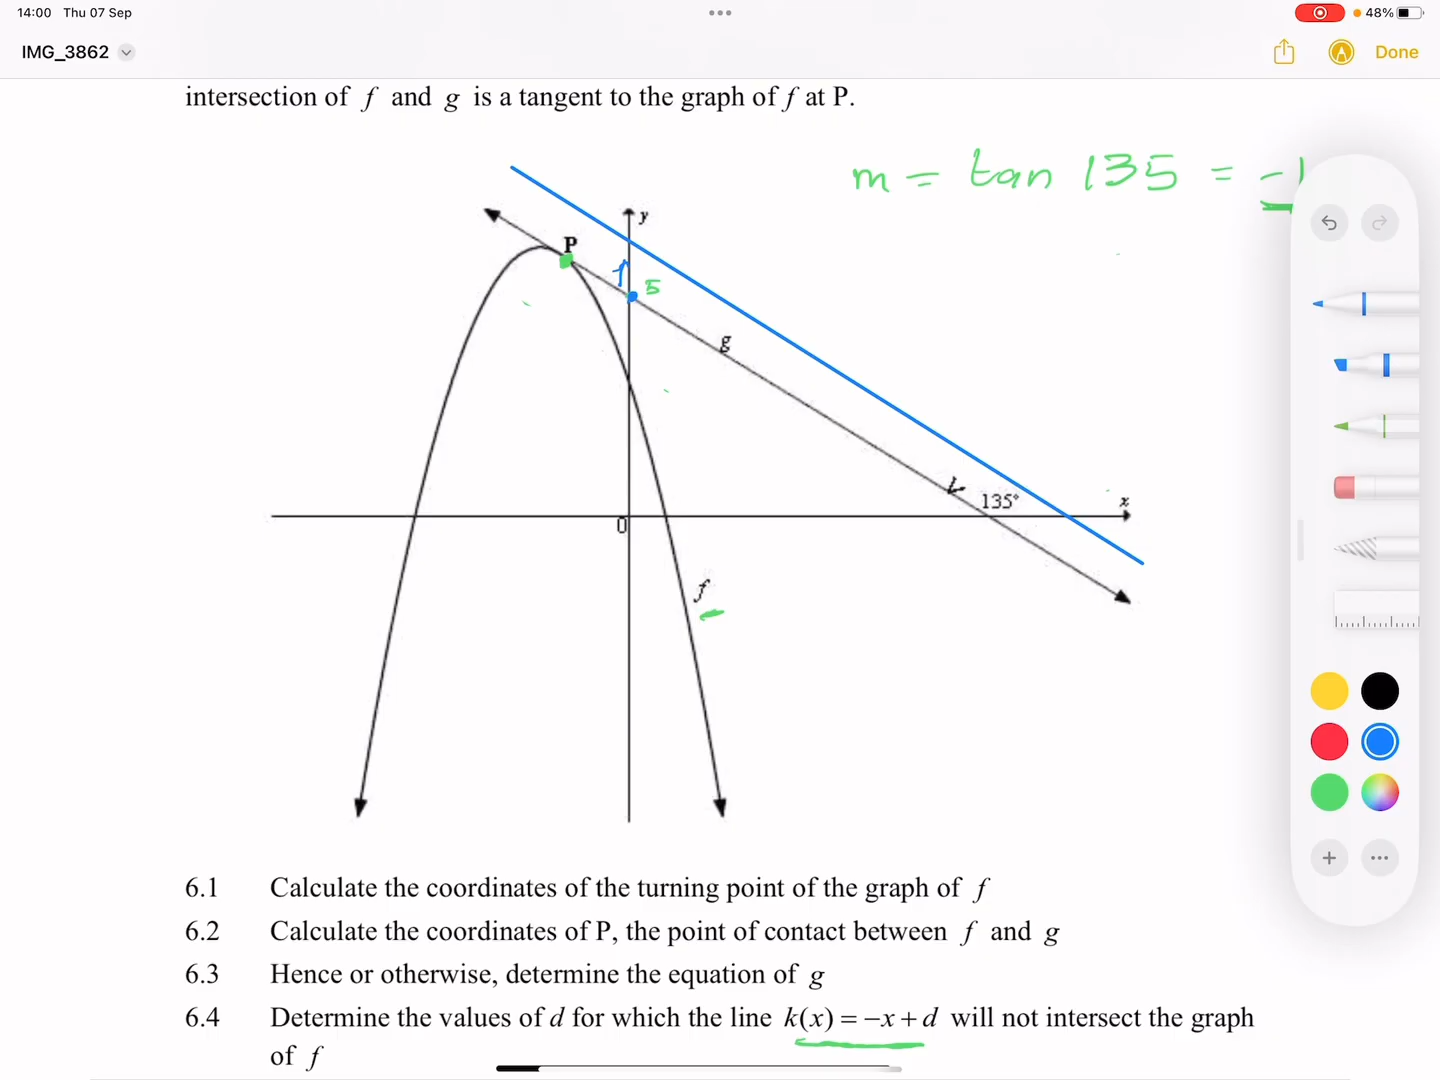 14:00 Thu 07 Sep
48%
IMG_3862
Done
intersection of f and g is a tangent to the graph of f at P.
m = tan 135 = -1
y
P
5
g
135°
x
0
f
6.1 Calculate the coordinates of the turning point of the graph of f
6.2 Calculate the coordinates of P, the point of contact between f and g
6.3 Hence or otherwise, determine the equation of g
6.4 Determine the values of d for which the line k(x) = −x + d will not intersect the graph
of f